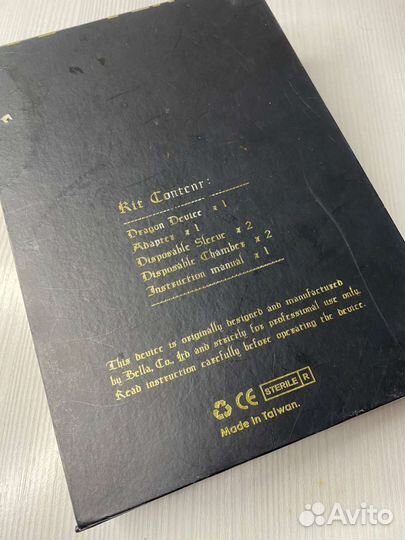 Kit Content:
Dragon Device x 1
Adapter x 1
Disposable Sleeve x 2
Disposable Chamber x 2
Instruction manual x 1
This device is originally designed and manufactured
by Bella, Co., Ltd and strictly for professional use only.
Read instruction carefully before operating the device.
CE STERILE R
Made in Taiwan.
Avito